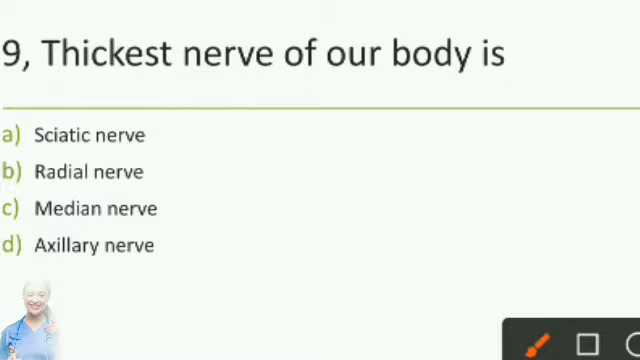 9, Thickest nerve of our body is
a) Sciatic nerve
b) Radial nerve
c) Median nerve
d) Axillary nerve